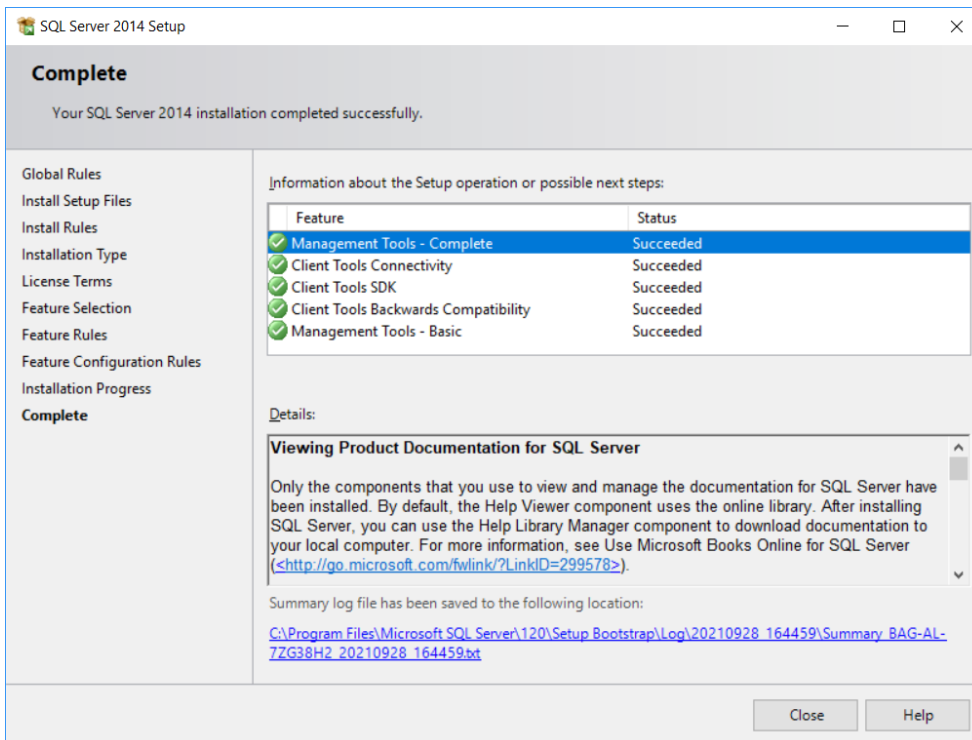 SQL Server 2014 Setup
Complete
Your SQL Server 2014 installation completed successfully.
Global Rules
Install Setup Files
Install Rules
Installation Type
License Terms
Feature Selection
Feature Rules
Feature Configuration Rules
Installation Progress
Complete
Information about the Setup operation or possible next steps:
Feature Status
Management Tools - Complete Succeeded
Client Tools Connectivity Succeeded
Client Tools SDK Succeeded
Client Tools Backwards Compatibility Succeeded
Management Tools - Basic Succeeded
Details:
Viewing Product Documentation for SQL Server
Only the components that you use to view and manage the documentation for SQL Server have
been installed. By default, the Help Viewer component uses the online library. After installing
SQL Server, you can use the Help Library Manager component to download documentation to
your local computer. For more information, see Use Microsoft Books Online for SQL Server
(<http://go.microsoft.com/fwlink/?LinkID=299578>).
Summary log file has been saved to the following location:
C:\Program Files\Microsoft SQL Server\120\Setup Bootstrap\Log\20210928_164459\Summary_BAG-AL-
7ZG38H2_20210928_164459.txt
Close Help